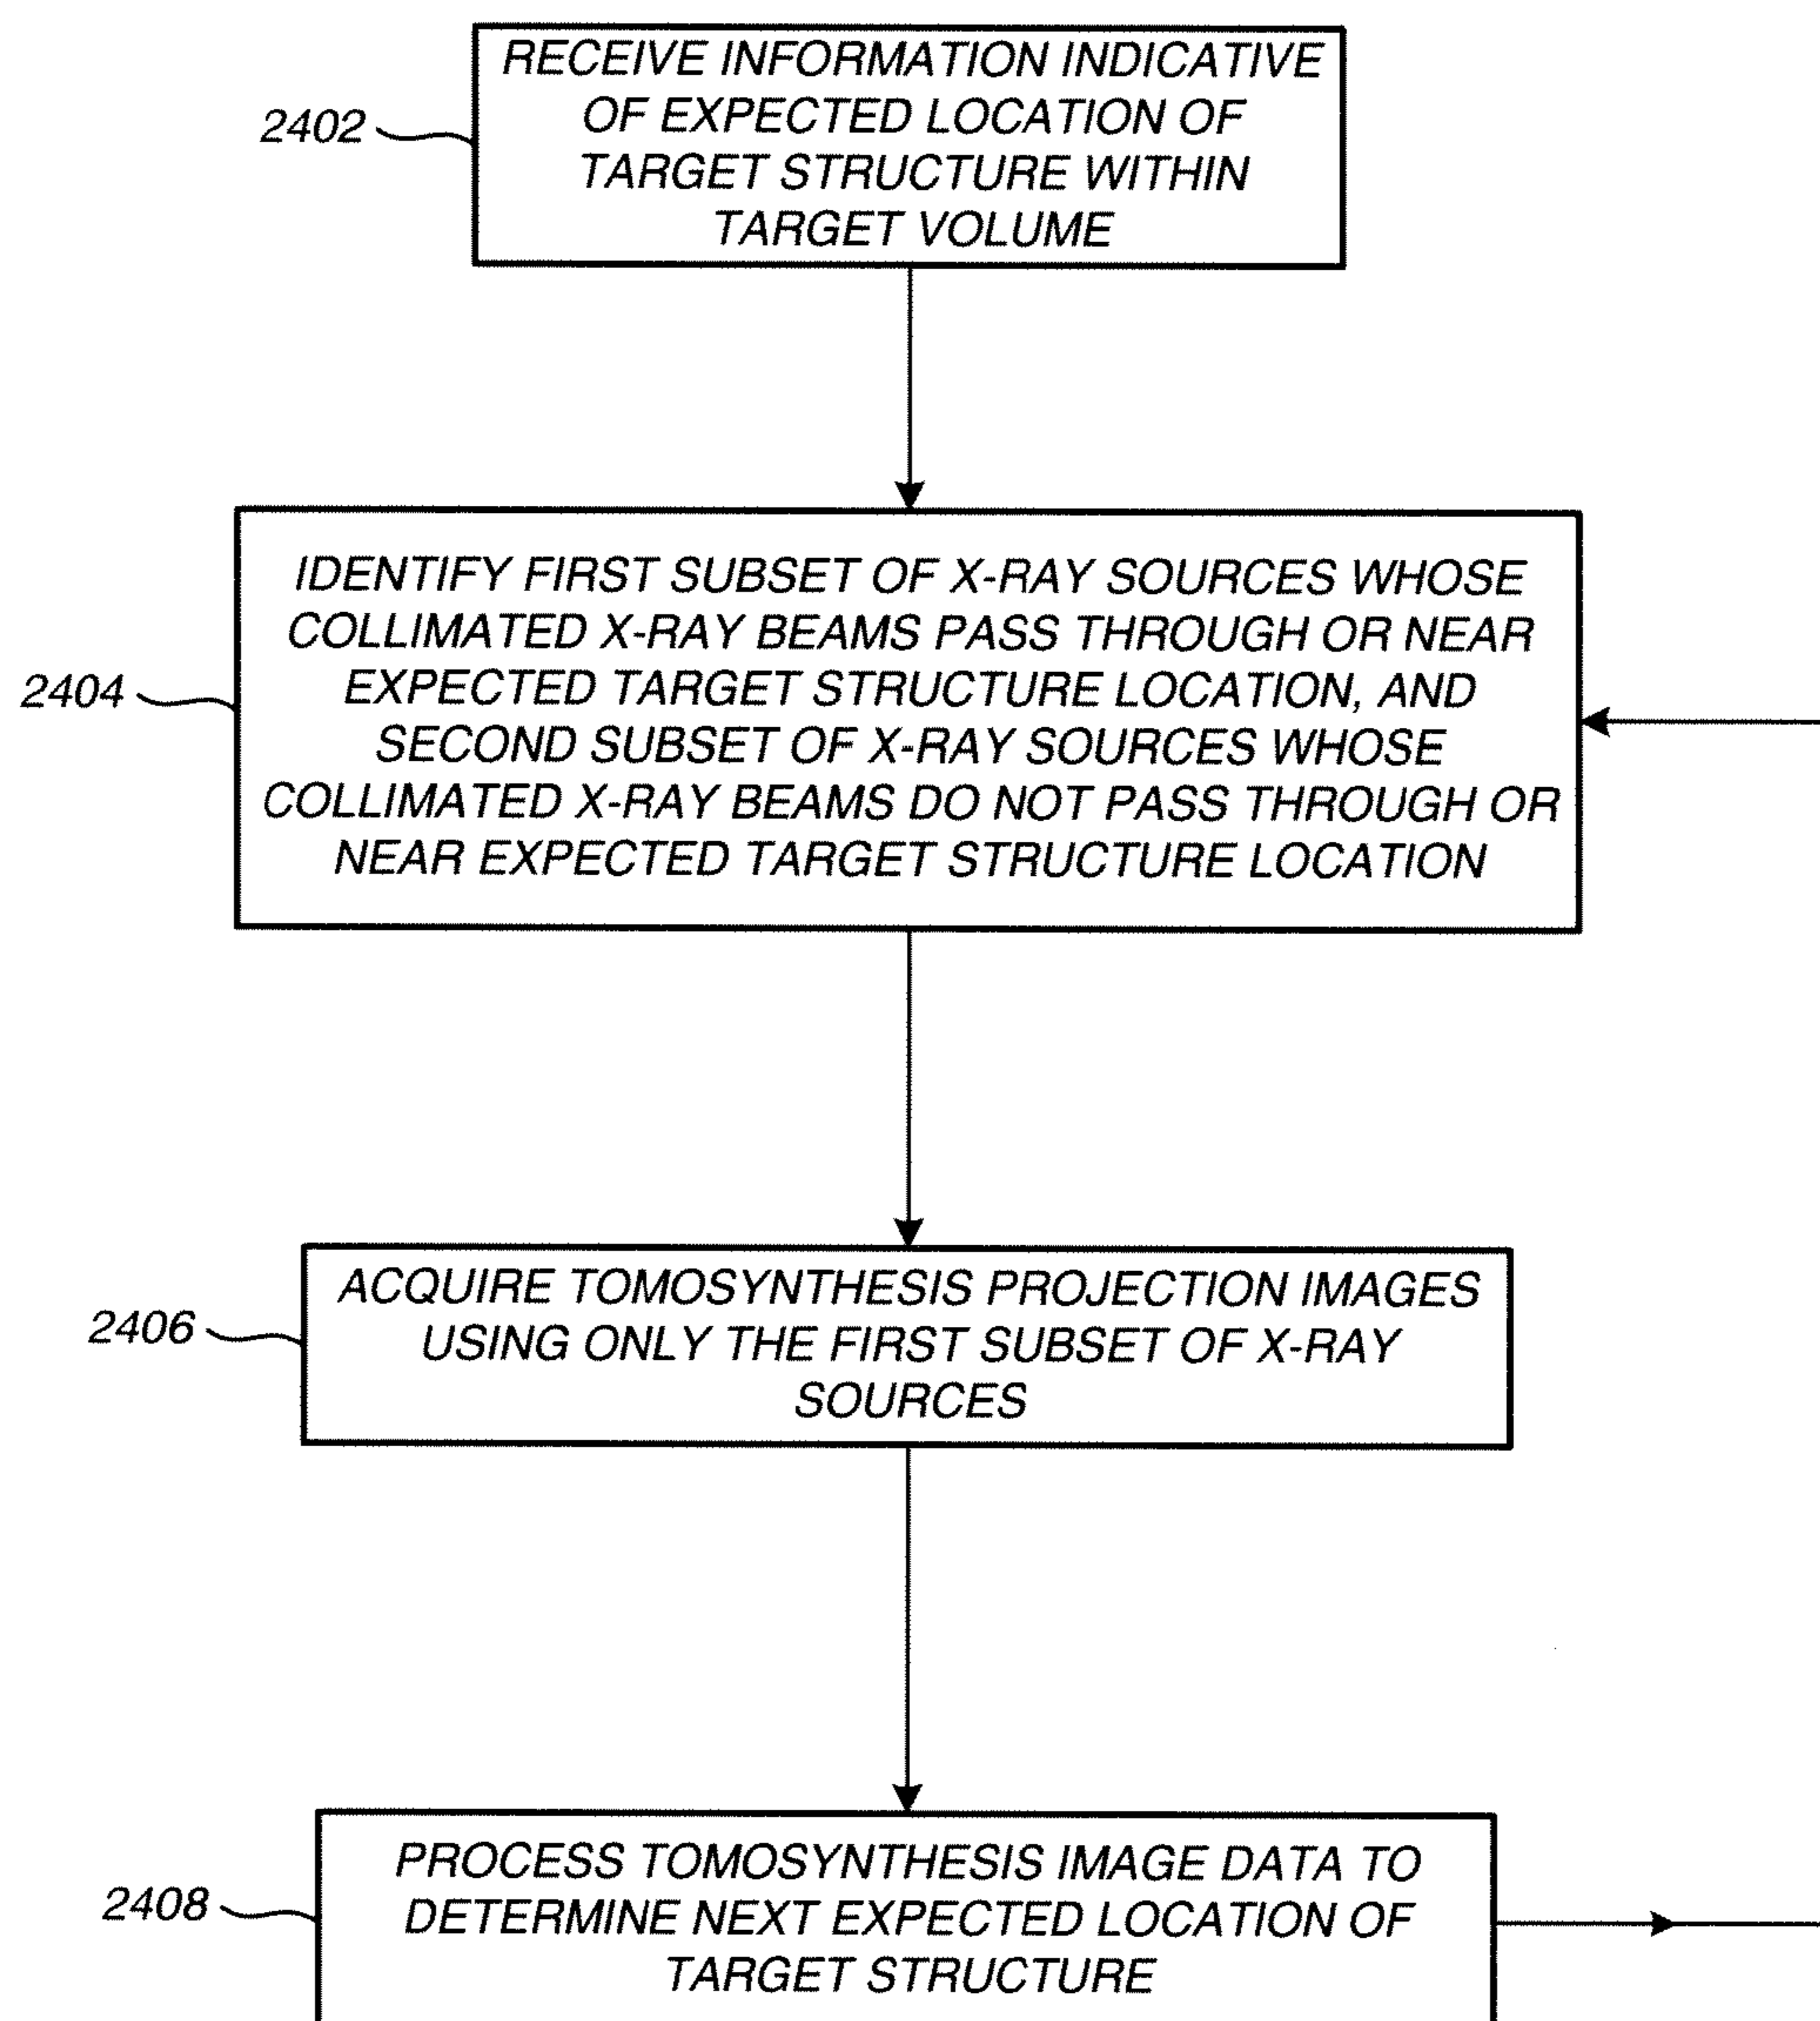 RECEIVE INFORMATION INDICATIVE
OF EXPECTED LOCATION OF
TARGET STRUCTURE WITHIN
TARGET VOLUME
2402
IDENTIFY FIRST SUBSET OF X-RAY SOURCES WHOSE
COLLIMATED X-RAY BEAMS PASS THROUGH OR NEAR
EXPECTED TARGET STRUCTURE LOCATION, AND
SECOND SUBSET OF X-RAY SOURCES WHOSE
COLLIMATED X-RAY BEAMS DO NOT PASS THROUGH OR
NEAR EXPECTED TARGET STRUCTURE LOCATION
2404
ACQUIRE TOMOSYNTHESIS PROJECTION IMAGES
USING ONLY THE FIRST SUBSET OF X-RAY
SOURCES
2406
PROCESS TOMOSYNTHESIS IMAGE DATA TO
DETERMINE NEXT EXPECTED LOCATION OF
TARGET STRUCTURE
2408